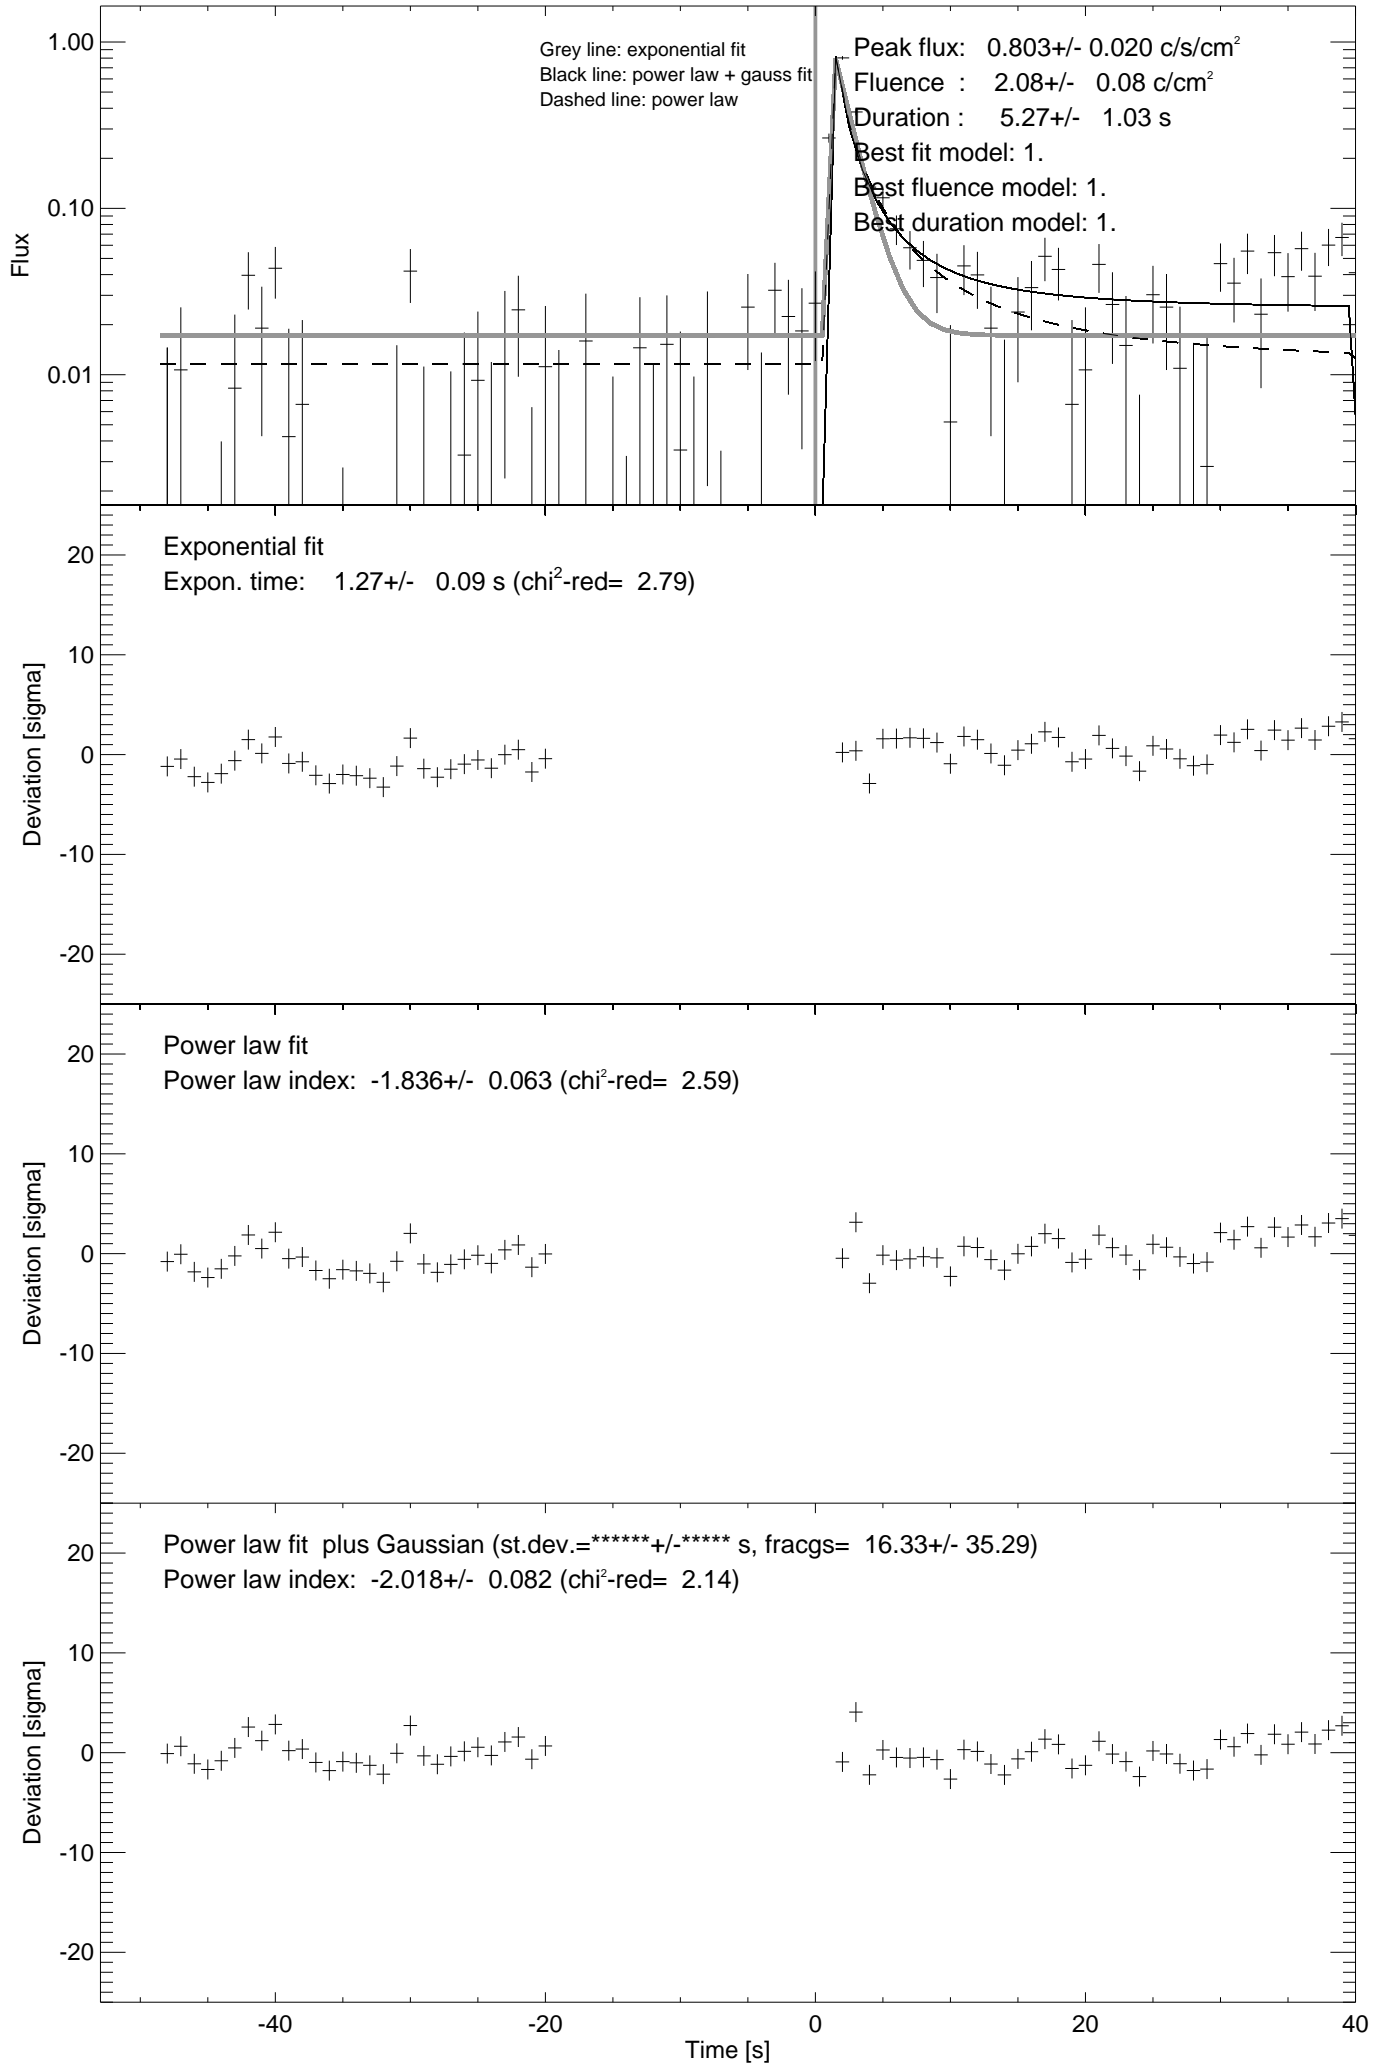 Grey line: exponential fit
Black line: power law + gauss fit
Dashed line: power law
Peak flux: 0.803+/- 0.020 c/s/cm²
Fluence : 2.08+/- 0.08 c/cm²
Duration : 5.27+/- 1.03 s
Best fit model: 1.
Best fluence model: 1.
Best duration model: 1.
1.00
0.10
0.01
Flux
Exponential fit
Expon. time: 1.27+/- 0.09 s (chi²-red= 2.79)
20
10
0
-10
-20
Deviation [sigma]
Power law fit
Power law index: -1.836+/- 0.063 (chi²-red= 2.59)
20
10
0
-10
-20
Deviation [sigma]
Power law fit plus Gaussian (st.dev.=******+/-***** s, fracgs= 16.33+/- 35.29)
Power law index: -2.018+/- 0.082 (chi²-red= 2.14)
20
10
0
-10
-20
Deviation [sigma]
-40 -20 0 20 40
Time [s]